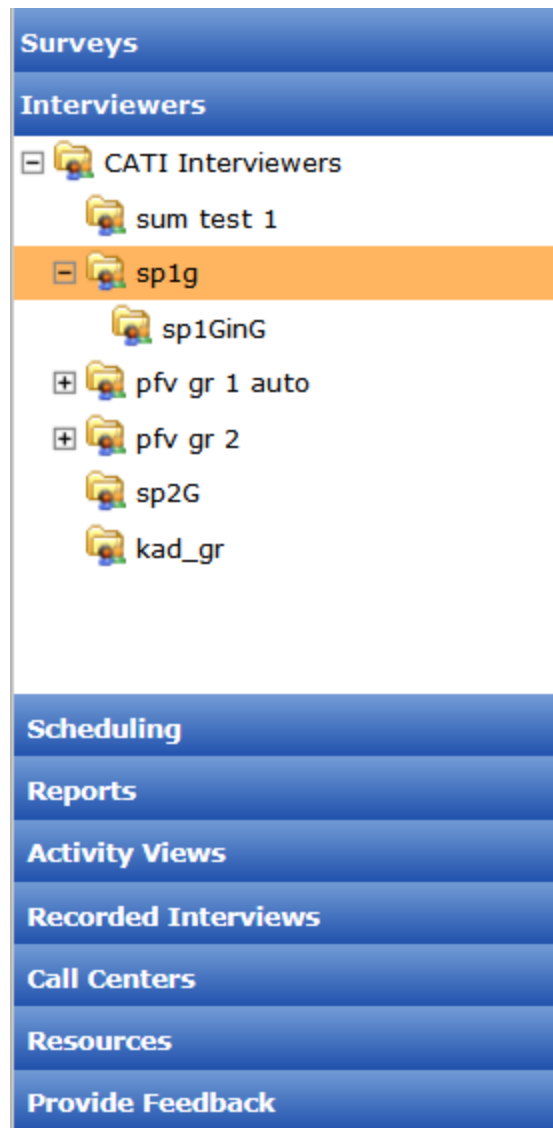 Surveys
Interviewers
CATI Interviewers
sum test 1
sp1g
sp1GinG
pfv gr 1 auto
pfv gr 2
sp2G
kad_gr
Scheduling
Reports
Activity Views
Recorded Interviews
Call Centers
Resources
Provide Feedback